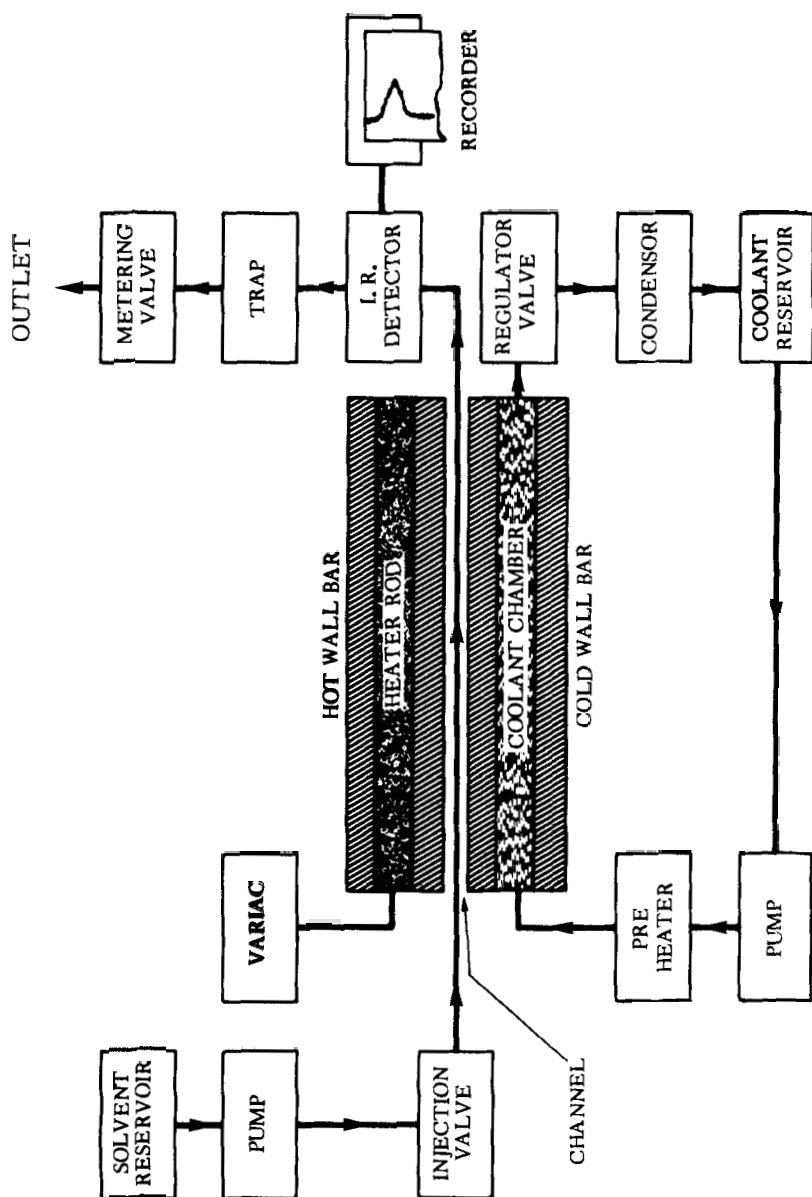 SOLVENT
RESERVOIR
PUMP
INJECTION
VALVE
CHANNEL
VARIAC
HOT WALL BAR
HEATER ROD
COOLANT CHAMBER
COLD WALL BAR
PRE
HEATER
PUMP
OUTLET
METERING
VALVE
TRAP
I. R.
DETECTOR
RECORDER
REGULATOR
VALVE
CONDENSOR
COOLANT
RESERVOIR